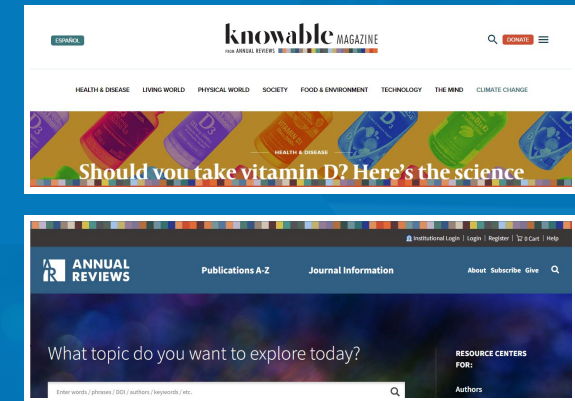 ESPAÑOL
knowable MAGAZINE
FROM ANNUAL REVIEWS
DONATE
HEALTH & DISEASE LIVING WORLD PHYSICAL WORLD SOCIETY FOOD & ENVIRONMENT TECHNOLOGY THE MIND CLIMATE CHANGE
HEALTH & DISEASE
Should you take vitamin D? Here's the science
Institutional Login | Login | Register | 0 Cart | Help
AR ANNUAL REVIEWS
Publications A-Z Journal Information About Subscribe Give
What topic do you want to explore today?
Enter words / phrases / DOI / authors / keywords / etc.
RESOURCE CENTERS
FOR:
Authors